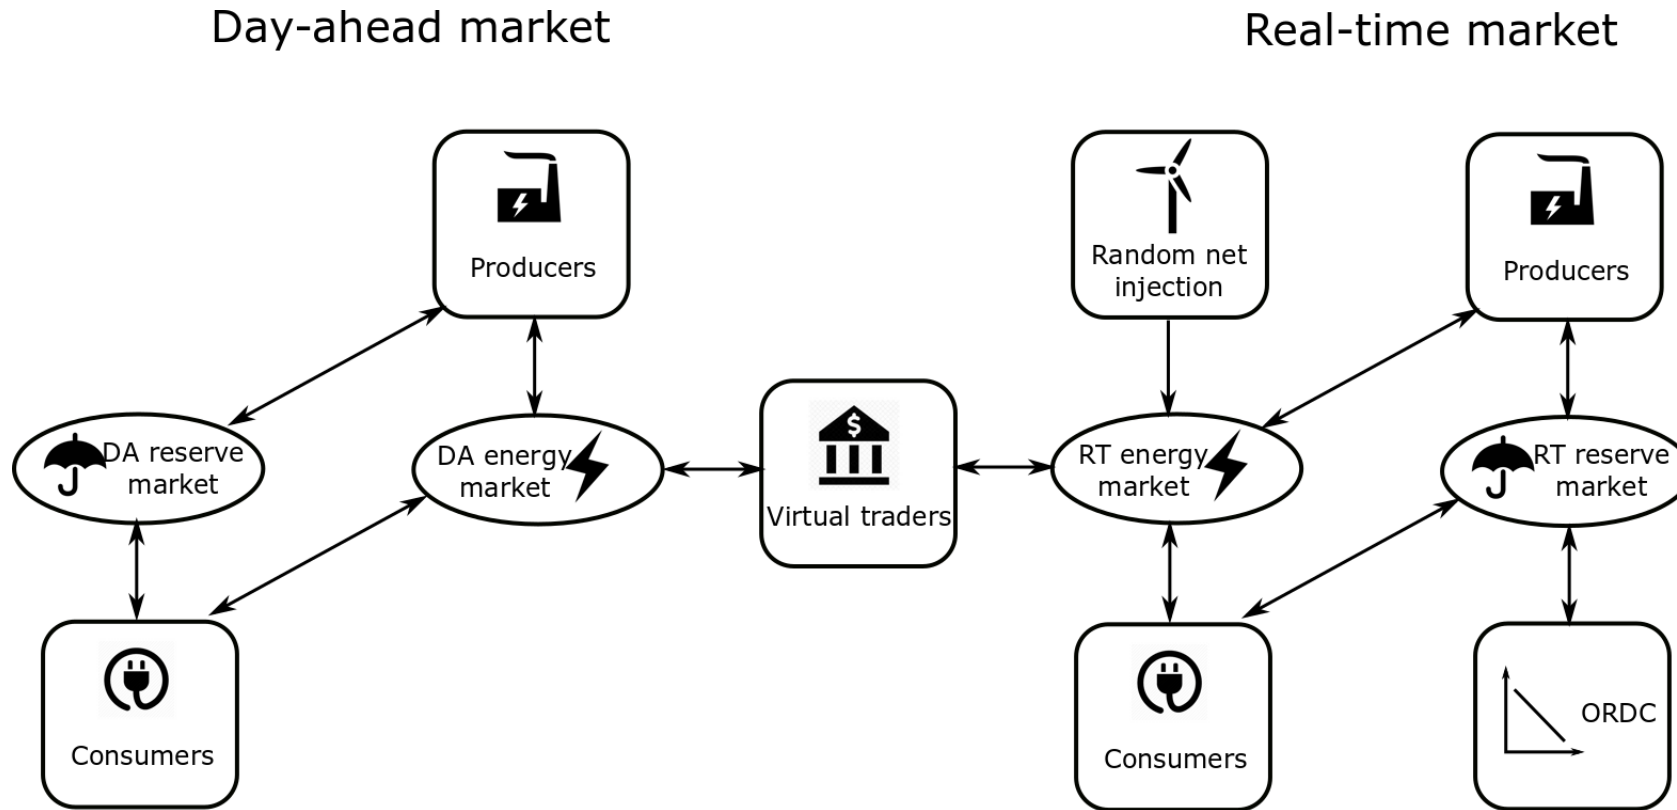 Day-ahead market
Real-time market
Producers
Random net
injection
Producers
DA reserve
market
DA energy
market
$
Virtual traders
RT energy
market
RT reserve
market
Consumers
Consumers
ORDC